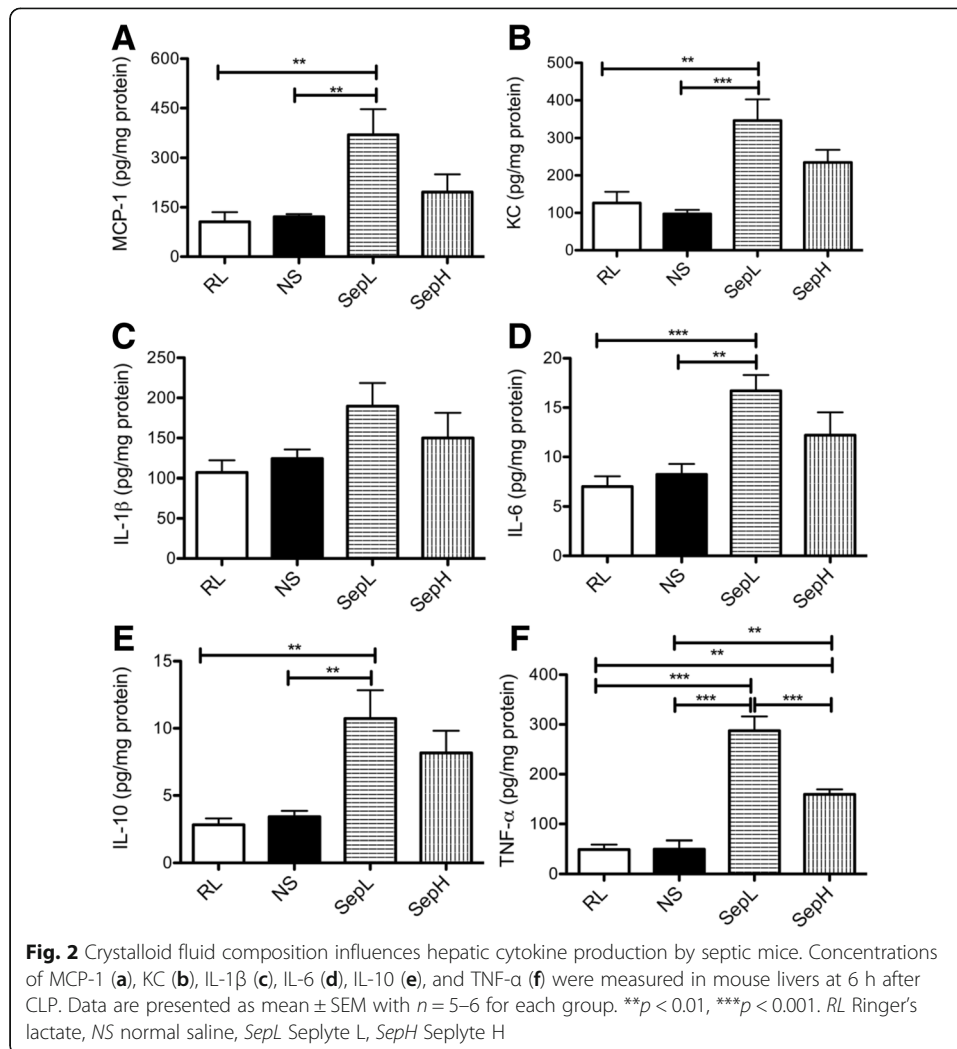 A
B
600
450
300
150
0
MCP-1 (pg/mg protein)
**
**
RL
NS
SepL
SepH
500
400
300
200
100
0
KC (pg/mg protein)
**
***
RL
NS
SepL
SepH
C
D
250
200
150
100
50
0
IL-1β (pg/mg protein)
RL
NS
SepL
SepH
20
15
10
5
0
IL-6 (pg/mg protein)
***
**
RL
NS
SepL
SepH
E
F
15
10
5
0
IL-10 (pg/mg protein)
**
**
RL
NS
SepL
SepH
400
300
200
100
0
TNF-α (pg/mg protein)
**
**
***
*** ***
RL
NS
SepL
SepH
Fig. 2 Crystalloid fluid composition influences hepatic cytokine production by septic mice. Concentrations
of MCP-1 (a), KC (b), IL-1β (c), IL-6 (d), IL-10 (e), and TNF-α (f) were measured in mouse livers at 6 h after
CLP. Data are presented as mean ± SEM with n = 5–6 for each group. **p < 0.01, ***p < 0.001. RL Ringer's
lactate, NS normal saline, SepL Seplyte L, SepH Seplyte H